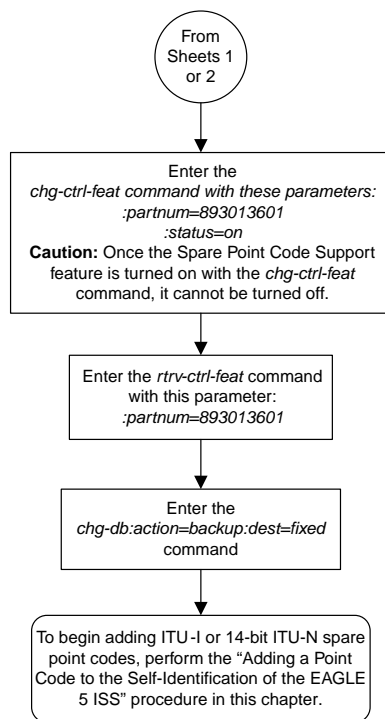 From
Sheets 1
or 2
Enter the
chg-ctrl-feat command with these parameters:
:partnum=893013601
:status=on
Caution: Once the Spare Point Code Support
feature is turned on with the chg-ctrl-feat
command, it cannot be turned off.
Enter the rtrv-ctrl-feat command
with this parameter:
:partnum=893013601
Enter the
chg-db:action=backup:dest=fixed
command
To begin adding ITU-I or 14-bit ITU-N spare
point codes, perform the “Adding a Point
Code to the Self-Identification of the EAGLE
5 ISS” procedure in this chapter.